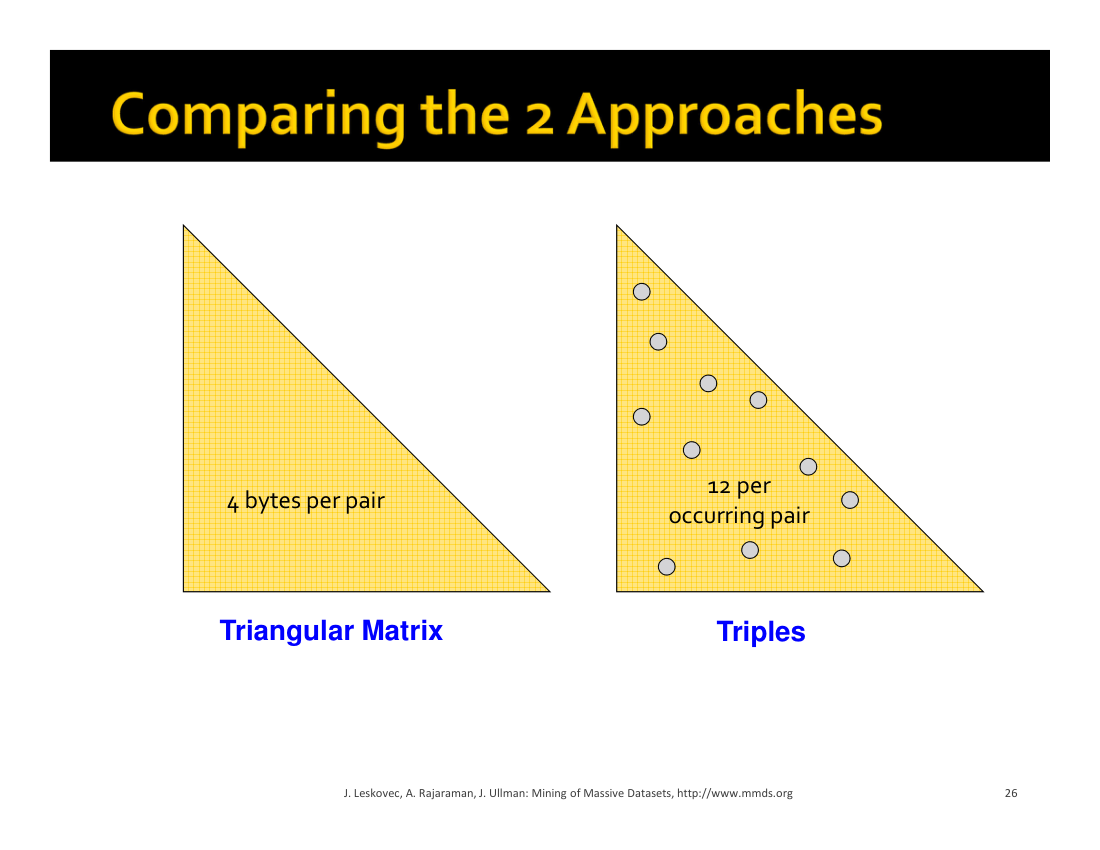 Comparing the 2 Approaches
4 bytes per pair
12 per
occurring pair
Triangular Matrix
Triples
J. Leskovec, A. Rajaraman, J. Ullman: Mining of Massive Datasets, http://www.mmds.org
26